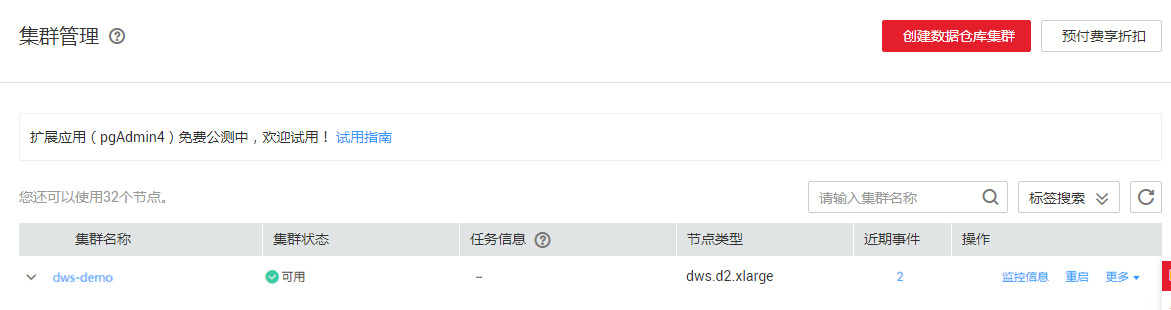 集群管理
创建数据仓库集群 预付费享折扣
扩展应用（pgAdmin4）免费公测中，欢迎试用！ 试用指南
您还可以使用32个节点。 请输入集群名称 标签搜索
集群名称 集群状态 任务信息 节点类型 近期事件 操作
dws-demo 可用 -- dws.d2.xlarge 2 监控信息 重启 更多